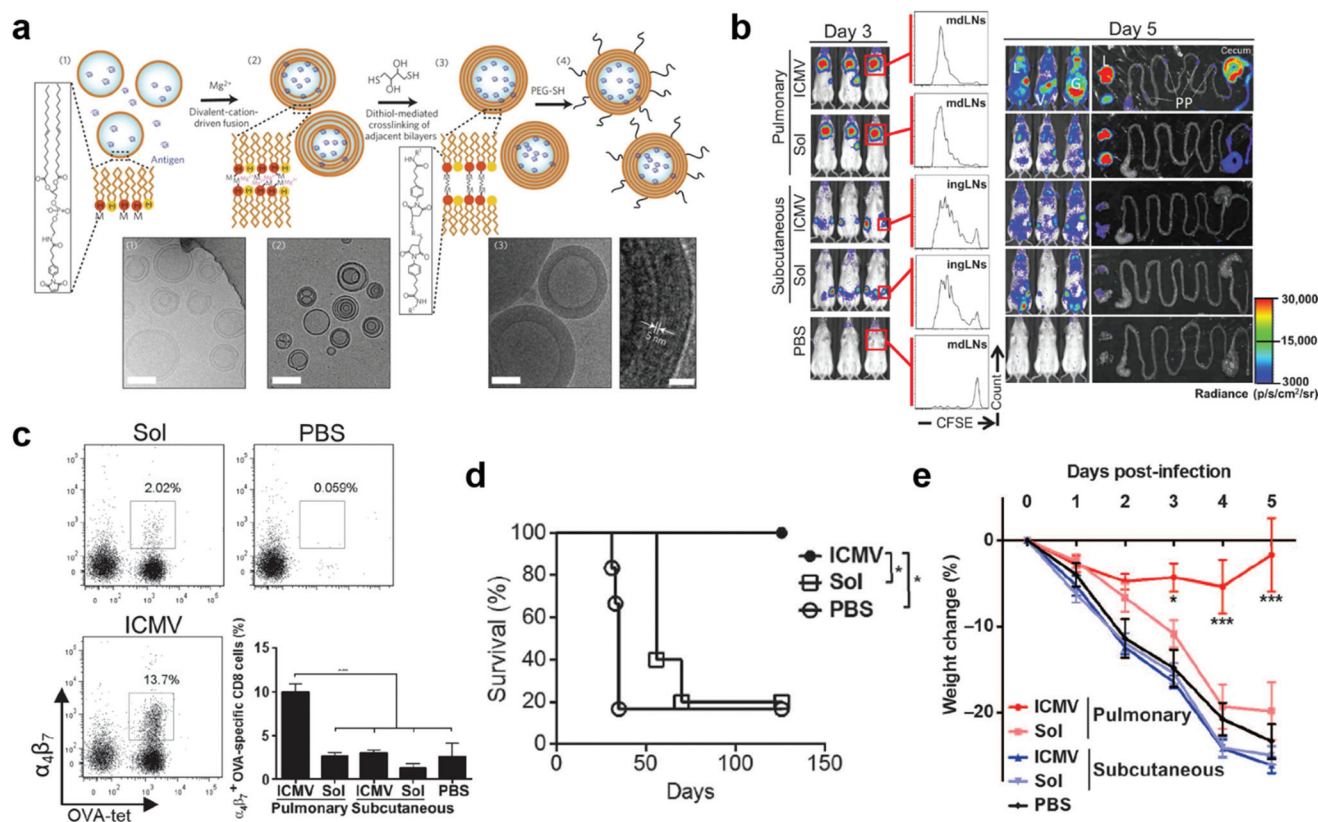 a
(1)
(2)
(3)
(4)
Mg²⁺
Divalent-cation-
driven fusion
HS
SH
OH
Dithiol-mediated
crosslinking of
adjacent bilayers
PEG-SH
Antigen
M
H
M
M
H
5 nm
(1)
(2)
(3)
b
Day 3
Day 5
Pulmonary
ICMV
Sol
Subcutaneous
ICMV
Sol
PBS
mdLNs
mdLNs
ingLNs
ingLNs
mdLNs
Count
CFSE
L
V
G
L
PP
Cecum
30,000
15,000
3000
Radiance (p/s/cm²/sr)
c
Sol
PBS
2.02%
0.059%
ICMV
13.7%
α₄β₇
OVA-tet
α₄β₇⁺ OVA-specific CD8 cells (%)
15
10
5
0
ICMV Sol ICMV Sol PBS
Pulmonary Subcutaneous
d
Survival (%)
100
80
60
40
20
0
0 50 100 150
Days
ICMV
Sol
PBS
*
*
e
Days post-infection
0 1 2 3 4 5
Weight change (%)
0
−10
−20
*
***
***
ICMV
Sol
Pulmonary
ICMV
Sol
Subcutaneous
PBS